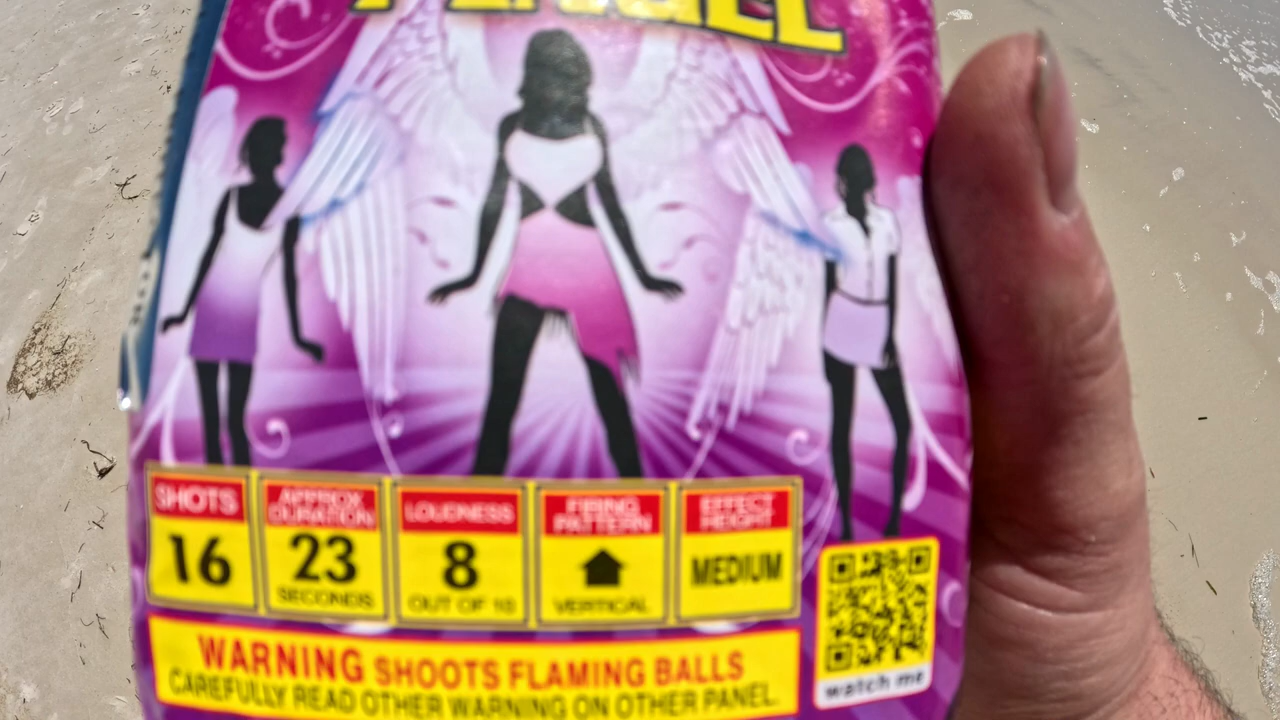 SHOTS
16
APPROX
DURATION
23
SECONDS
LOUDNESS
8
OUT OF 10
FIRING
PATTERN
VERTICAL
EFFECT
HEIGHT
MEDIUM
WARNING SHOOTS FLAMING BALLS
CAREFULLY READ OTHER WARNING ON OTHER PANEL.
watch me